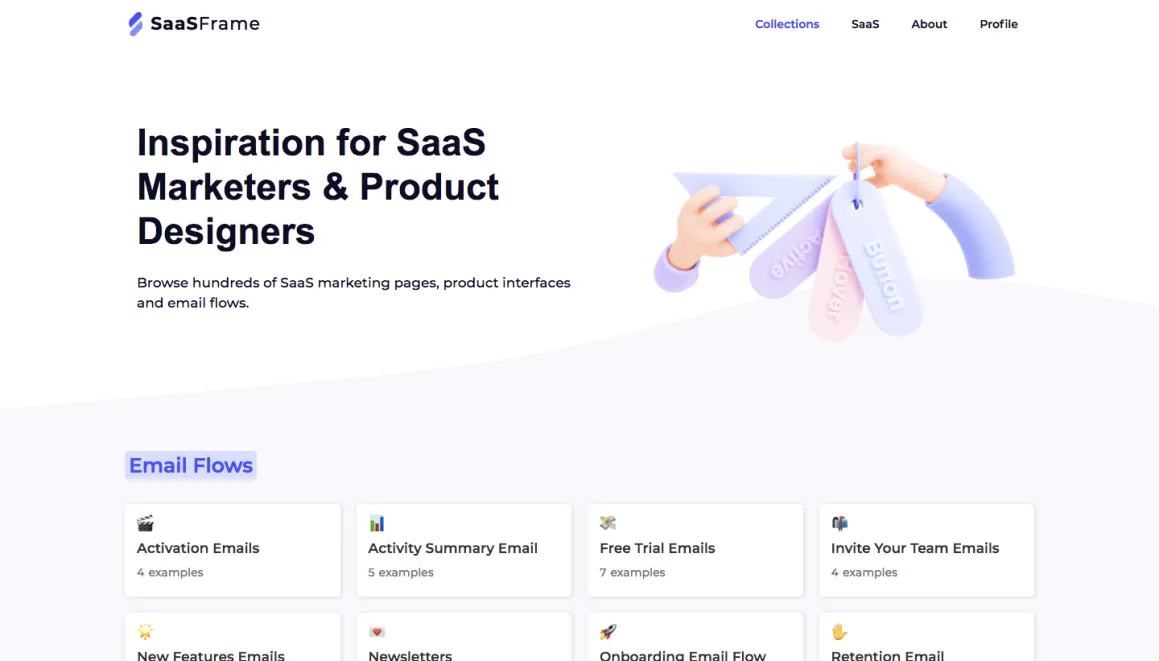 SaaSFrame
Collections
SaaS
About
Profile
Inspiration for SaaS
Marketers & Product
Designers
Browse hundreds of SaaS marketing pages, product interfaces
and email flows.
Active
Hover
Button
Email Flows
Activation Emails
4 examples
Activity Summary Email
5 examples
Free Trial Emails
7 examples
Invite Your Team Emails
4 examples
New Features Emails
Newsletters
Onboarding Email Flow
Retention Email